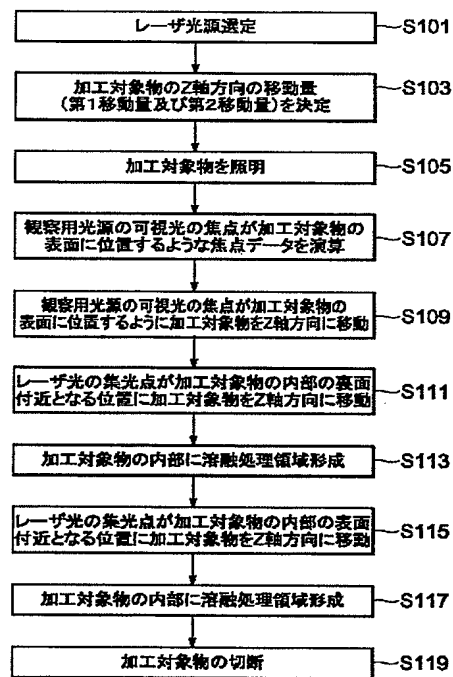 レーザ光源選定
S101
加工対象物のZ軸方向の移動量
(第1移動量及び第2移動量)を決定
S103
加工対象物を照明
S105
観察用光源の可視光の焦点が加工対象物の
表面に位置するような焦点データを演算
S107
観察用光源の可視光の焦点が加工対象物の
表面に位置するように加工対象物をZ軸方向に移動
S109
レーザ光の集光点が加工対象物の内部の裏面
付近となる位置に加工対象物をZ軸方向に移動
S111
加工対象物の内部に溶融処理領域形成
S113
レーザ光の集光点が加工対象物の内部の表面
付近となる位置に加工対象物をZ軸方向に移動
S115
加工対象物の内部に溶融処理領域形成
S117
加工対象物の切断
S119